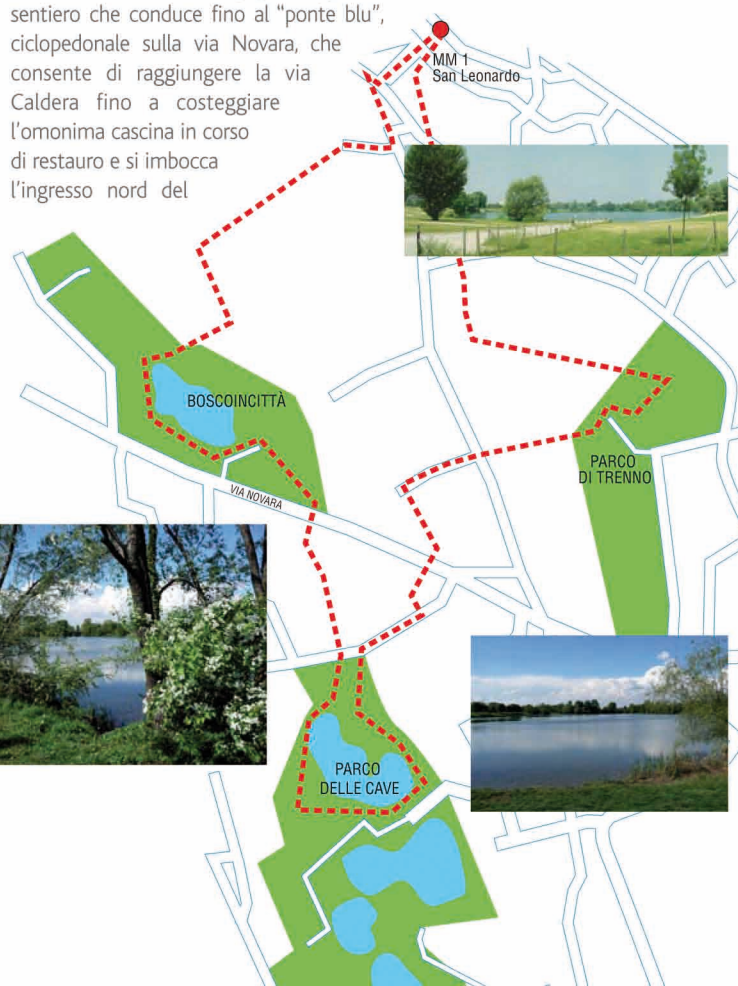 sentiero che conduce fino al “ponte blu”,
ciclopedonale sulla via Novara, che
consente di raggiungere la via
Caldera fino a costeggiare
l’omonima cascina in corso
di restauro e si imbocca
l’ingresso nord del
MM 1
San Leonardo
BOSCOINCITTÀ
VIA NOVARA
PARCO
DI TRENNO
PARCO
DELLE CAVE